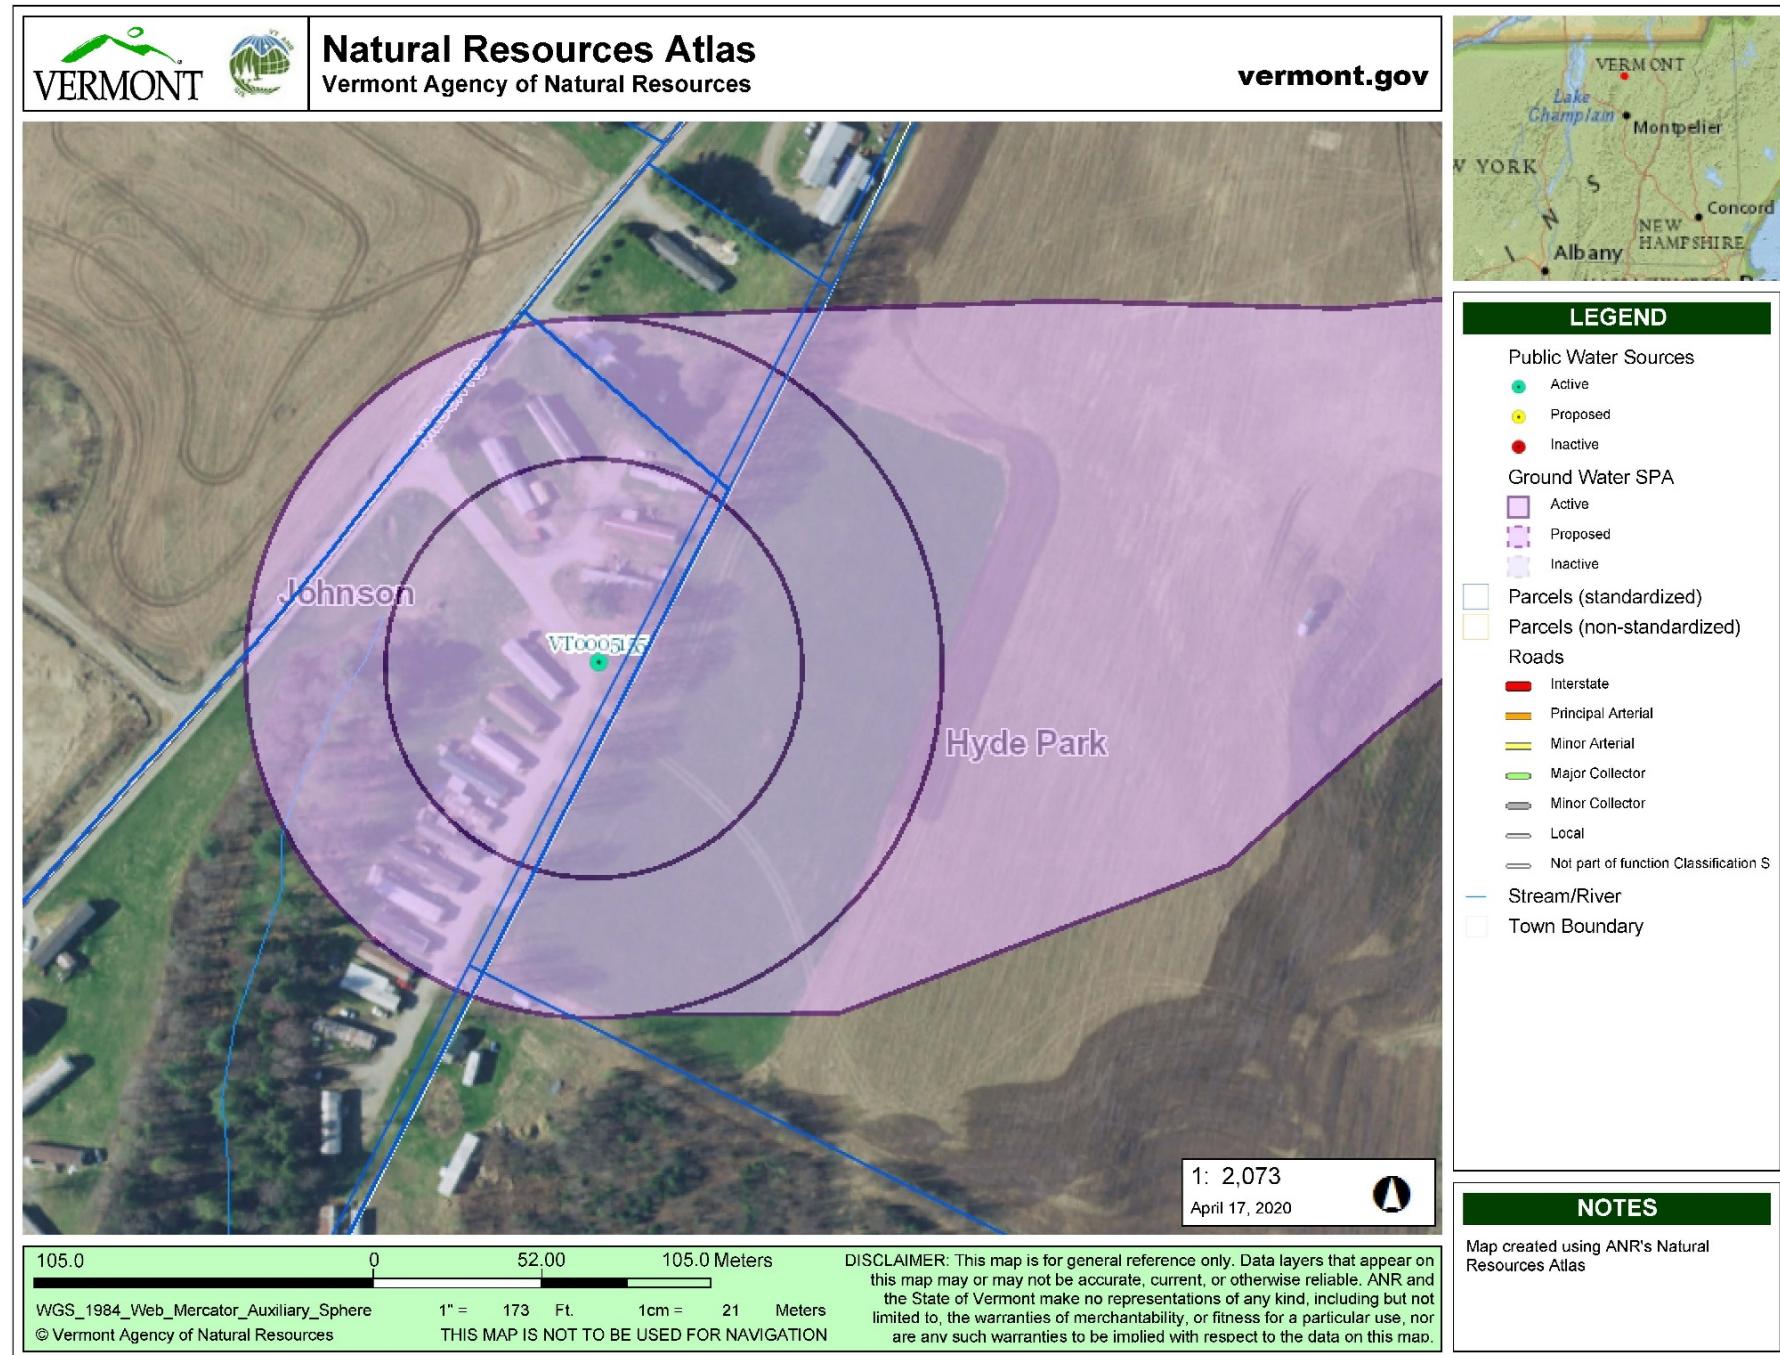 VERMONT
VT ANR
Natural Resources Atlas
Vermont Agency of Natural Resources
vermont.gov
VERMONT
Lake
Champlain
Montpelier
W YORK
S
N
I
Concord
NEW
HAMPSHIRE
Albany
Johnson
VT0005155
Hyde Park
1: 2,073
April 17, 2020
LEGEND
Public Water Sources
Active
Proposed
Inactive
Ground Water SPA
Active
Proposed
Inactive
Parcels (standardized)
Parcels (non-standardized)
Roads
Interstate
Principal Arterial
Minor Arterial
Major Collector
Minor Collector
Local
Not part of function Classification S
Stream/River
Town Boundary
NOTES
Map created using ANR's Natural
Resources Atlas
105.0 0 52.00 105.0 Meters
WGS_1984_Web_Mercator_Auxiliary_Sphere 1" = 173 Ft. 1cm = 21 Meters
© Vermont Agency of Natural Resources THIS MAP IS NOT TO BE USED FOR NAVIGATION
DISCLAIMER: This map is for general reference only. Data layers that appear on
this map may or may not be accurate, current, or otherwise reliable. ANR and
the State of Vermont make no representations of any kind, including but not
limited to, the warranties of merchantability, or fitness for a particular use, nor
are any such warranties to be implied with respect to the data on this map.